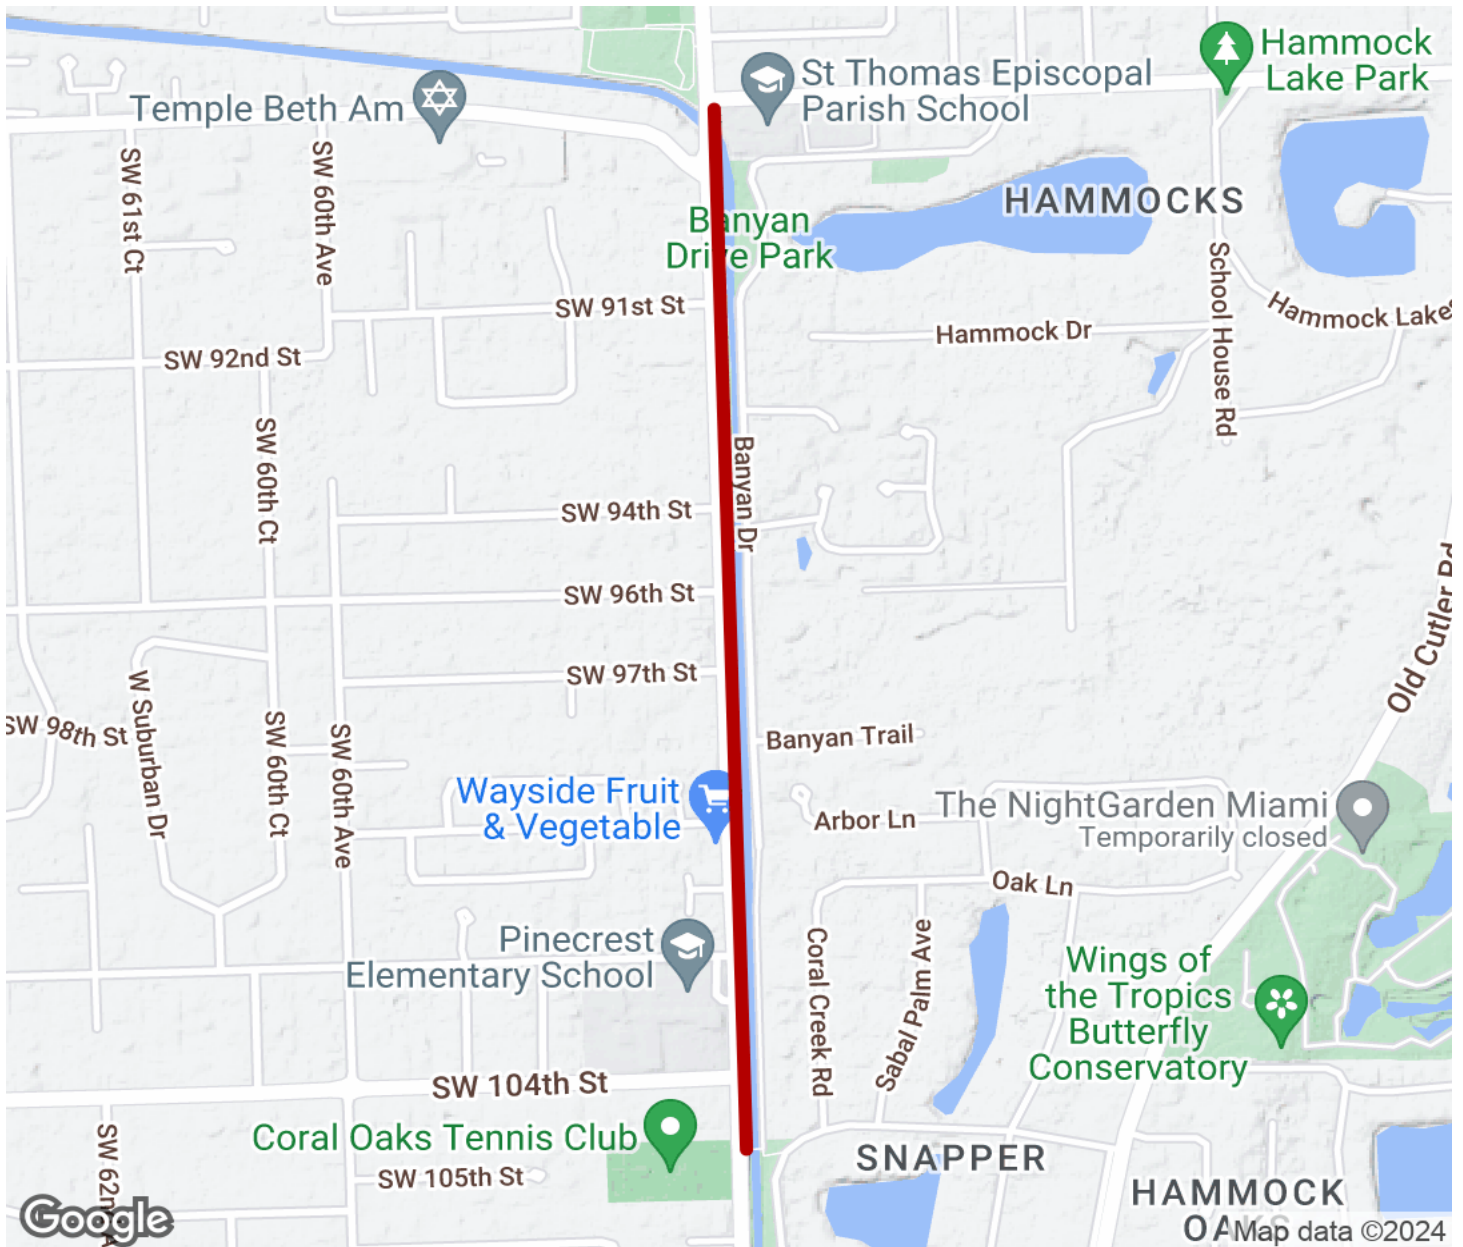 Hammock
Lake Park
St Thomas Episcopal
Parish School
Temple Beth Am
SW 61st Ct
SW 60th Ave
HAMMOCKS
Banyan
Drive Park
School House Rd
SW 91st St
Hammock Lakes
Hammock Dr
SW 92nd St
SW 60th Ct
Banyan Dr
SW 94th St
SW 96th St
Old Cutler Rd
SW 97th St
W Suburban Dr
SW 98th St
SW 60th Ct
SW 60th Ave
Banyan Trail
Wayside Fruit
& Vegetable
Arbor Ln
The NightGarden Miami
Temporarily closed
Oak Ln
Pinecrest
Elementary School
Coral Creek Rd
Sabal Palm Ave
Wings of
the Tropics
Butterfly
Conservatory
SW 104th St
Coral Oaks Tennis Club
SW 105th St
SW 62nd A
SNAPPER
HAMMOCK
OAKS
Google
Map data ©2024